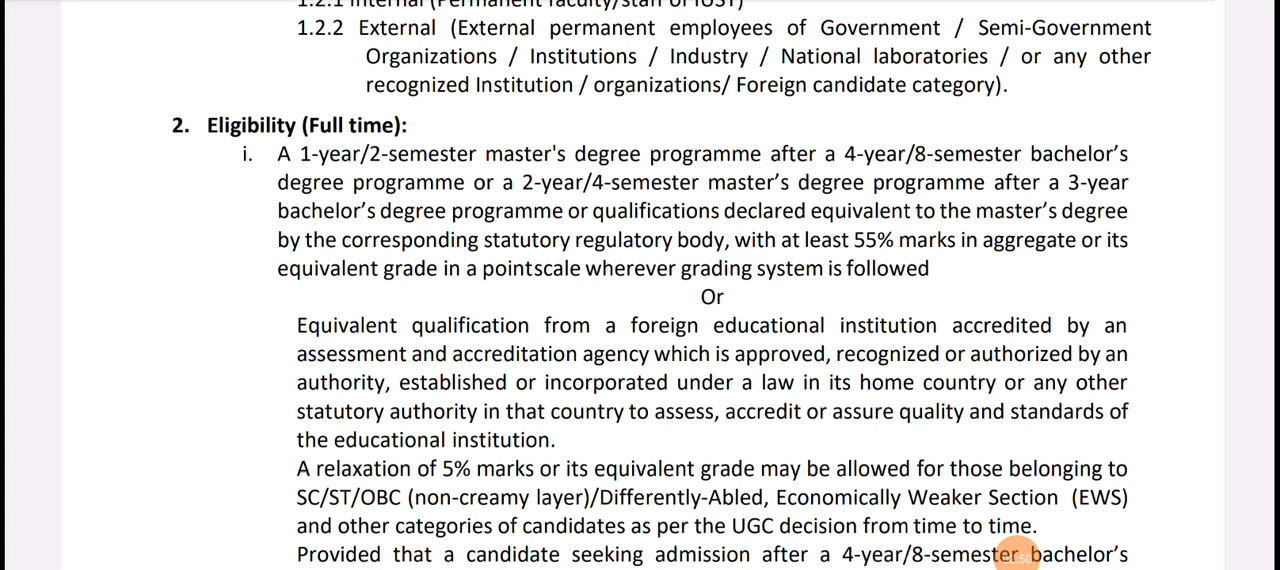 1.2.1 Internal (Permanent faculty/staff of IUST)
1.2.2 External (External permanent employees of Government / Semi-Government
Organizations / Institutions / Industry / National laboratories / or any other
recognized Institution / organizations/ Foreign candidate category).
2. Eligibility (Full time):
i. A 1-year/2-semester master's degree programme after a 4-year/8-semester bachelor’s
degree programme or a 2-year/4-semester master’s degree programme after a 3-year
bachelor’s degree programme or qualifications declared equivalent to the master’s degree
by the corresponding statutory regulatory body, with at least 55% marks in aggregate or its
equivalent grade in a pointscale wherever grading system is followed
Or
Equivalent qualification from a foreign educational institution accredited by an
assessment and accreditation agency which is approved, recognized or authorized by an
authority, established or incorporated under a law in its home country or any other
statutory authority in that country to assess, accredit or assure quality and standards of
the educational institution.
A relaxation of 5% marks or its equivalent grade may be allowed for those belonging to
SC/ST/OBC (non-creamy layer)/Differently-Abled, Economically Weaker Section (EWS)
and other categories of candidates as per the UGC decision from time to time.
Provided that a candidate seeking admission after a 4-year/8-semester bachelor’s